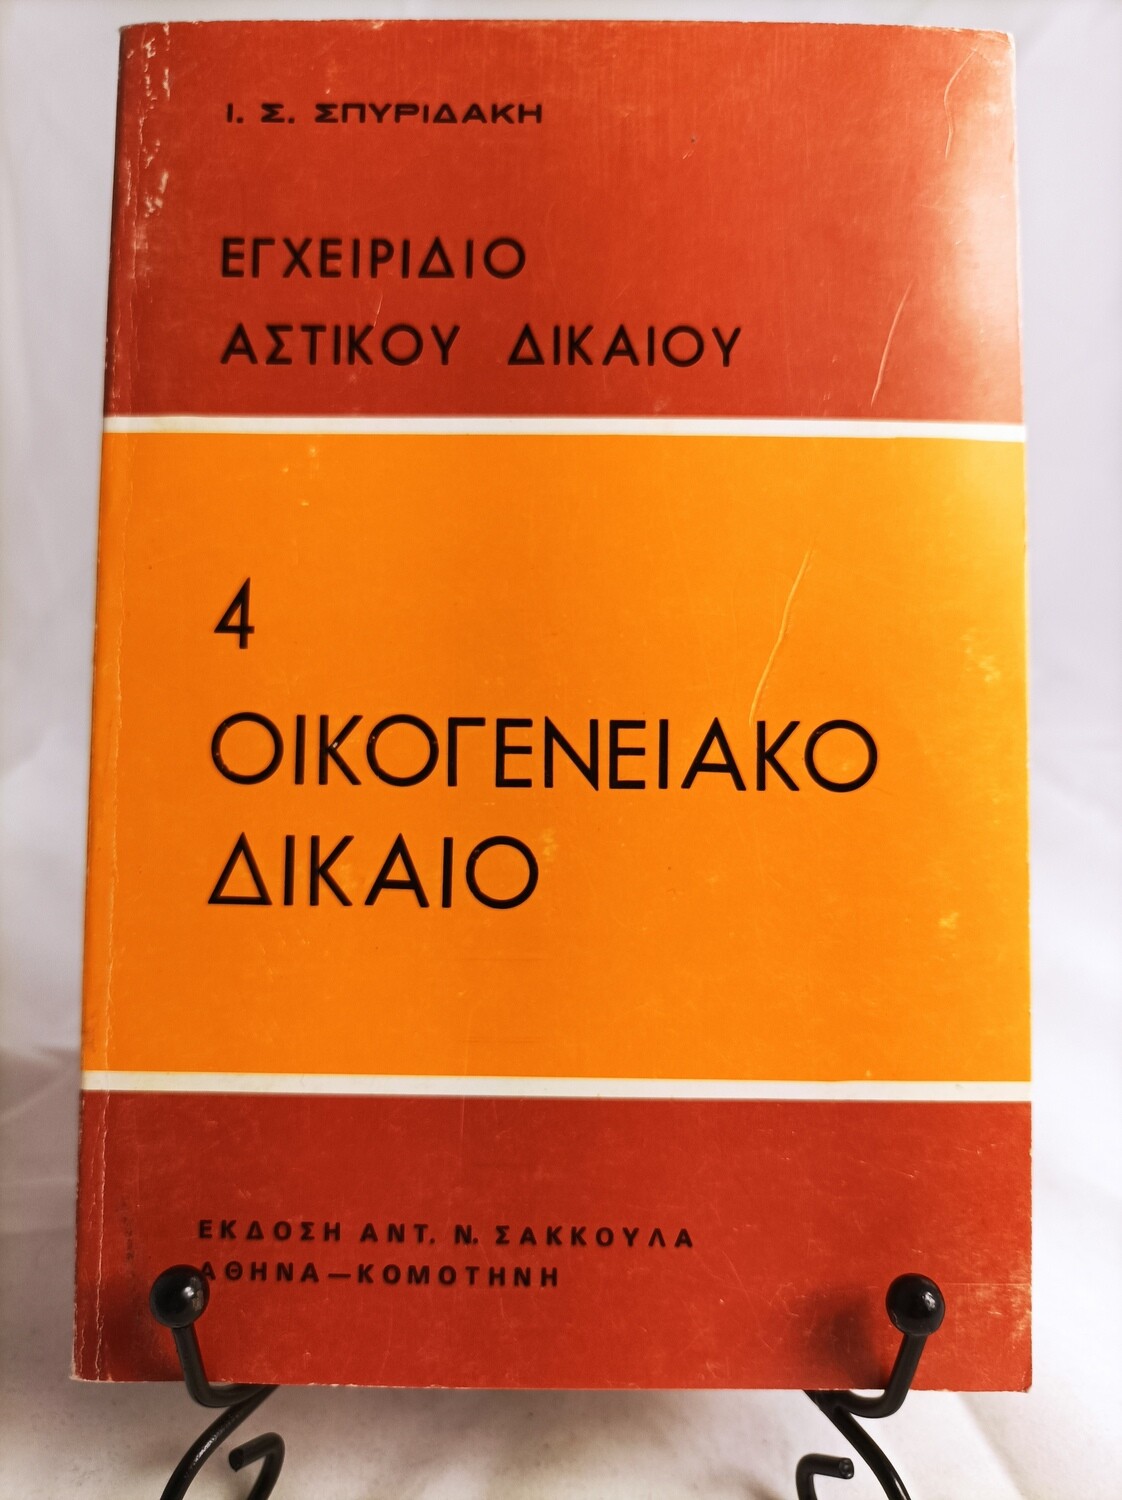 Ι. Σ. ΣΠΥΡΙΔΑΚΗ
ΕΓΧΕΙΡΙΔΙΟ
ΑΣΤΙΚΟΥ ΔΙΚΑΙΟΥ
4
ΟΙΚΟΓΕΝΕΙΑΚΟ
ΔΙΚΑΙΟ
ΕΚΔΟΣΗ ΑΝΤ. Ν. ΣΑΚΚΟΥΛΑ
ΑΘΗΝΑ—ΚΟΜΟΤΗΝΗ